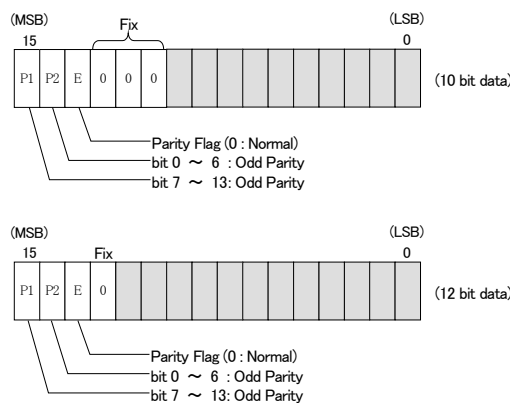 (MSB) Fix (LSB)
15 0
P1 P2 E 0 0 0 (10 bit data)
Parity Flag (0 : Normal)
bit 0 ～ 6 : Odd Parity
bit 7 ～ 13: Odd Parity
(MSB) (LSB)
15 Fix 0
P1 P2 E 0 (12 bit data)
Parity Flag (0 : Normal)
bit 0 ～ 6 : Odd Parity
bit 7 ～ 13: Odd Parity